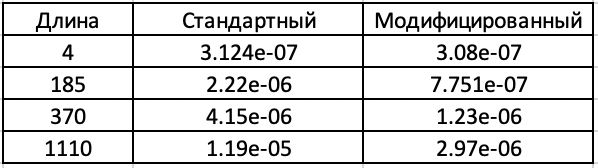 Длина Стандартный Модифицированный
4 3.124e-07 3.08e-07
185 2.22e-06 7.751e-07
370 4.15e-06 1.23e-06
1110 1.19e-05 2.97e-06